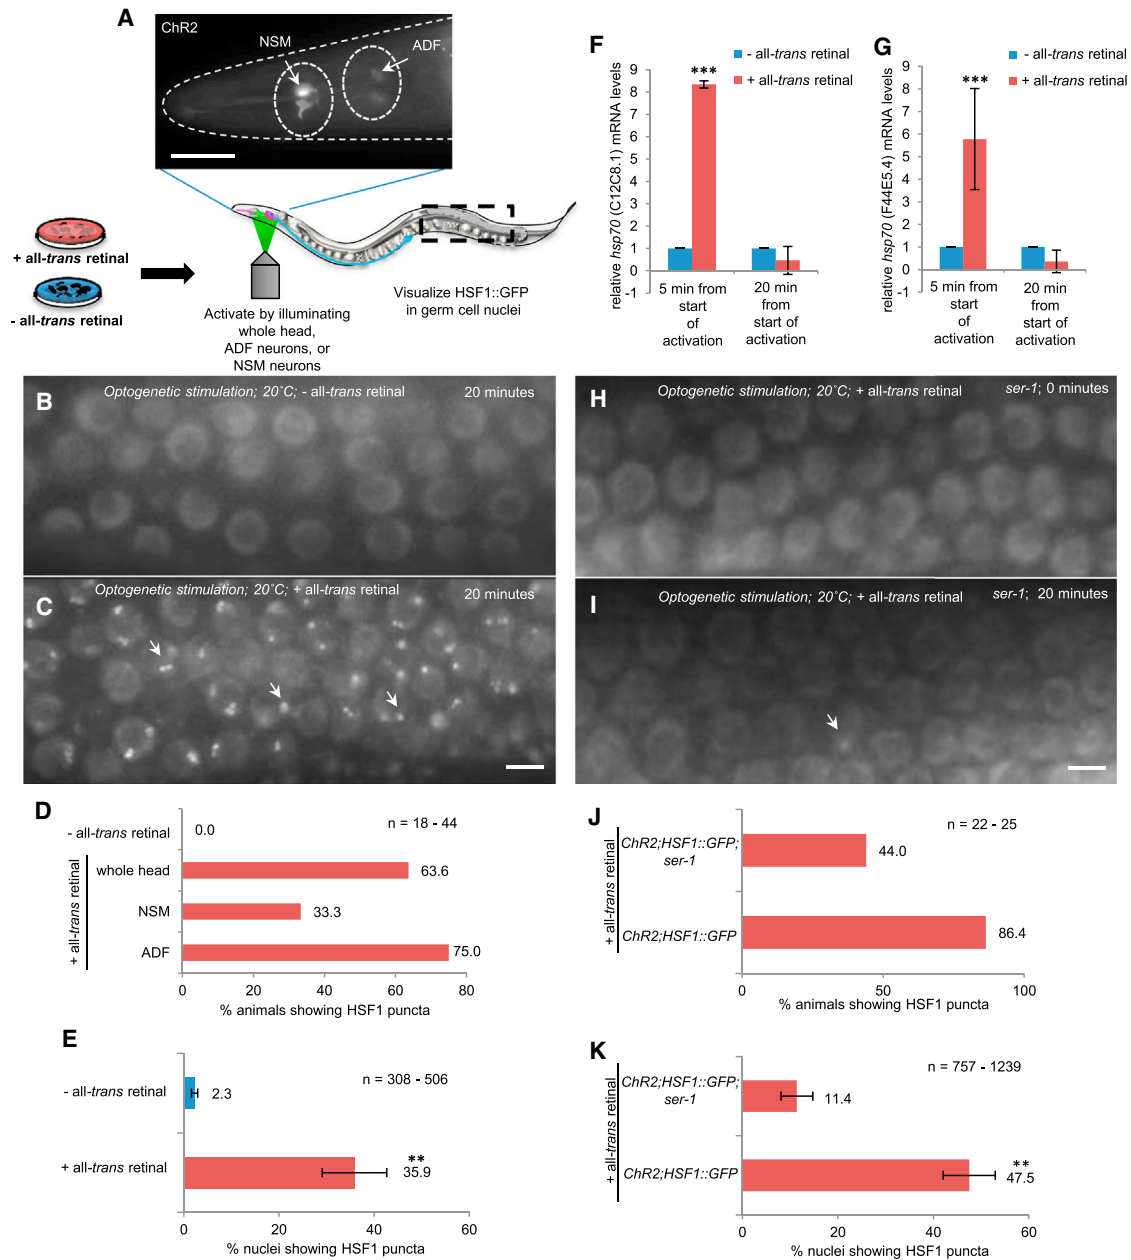 A
ChR2
NSM
ADF
+ all-trans retinal
- all-trans retinal
Activate by illuminating
whole head,
ADF neurons, or
NSM neurons
Visualize HSF1::GFP
in germ cell nuclei
F
- all-trans retinal
+ all-trans retinal
relative hsp70 (C12C8.1) mRNA levels
9
8
7
6
5
4
3
2
1
0
-1
***
5 min from
start
of
activation
20 min
from
start of
activation
G
- all-trans retinal
+ all-trans retinal
relative hsp70 (F44E5.4) mRNA levels
9
8
7
6
5
4
3
2
1
0
-1
***
5 min from
start
of
activation
20 min
from
start of
activation
B
Optogenetic stimulation; 20˚C; - all-trans retinal
20 minutes
C
Optogenetic stimulation; 20˚C; + all-trans retinal
20 minutes
H
Optogenetic stimulation; 20˚C; + all-trans retinal
ser-1; 0 minutes
I
Optogenetic stimulation; 20˚C; + all-trans retinal
ser-1; 20 minutes
D
- all-trans retinal
0.0
n = 18 - 44
+ all-trans retinal
whole head
63.6
NSM
33.3
ADF
75.0
0 20 40 60 80
% animals showing HSF1 puncta
E
- all-trans retinal
2.3
n = 308 - 506
+ all-trans retinal
**
35.9
0 20 40 60
% nuclei showing HSF1 puncta
J
+ all-trans retinal
n = 22 - 25
ChR2;HSF1::GFP;
ser-1
44.0
ChR2;HSF1::GFP
86.4
0 50 100
% animals showing HSF1 puncta
K
+ all-trans retinal
n = 757 - 1239
ChR2;HSF1::GFP;
ser-1
11.4
ChR2;HSF1::GFP
**
47.5
0 20 40 60
% nuclei showing HSF1 puncta